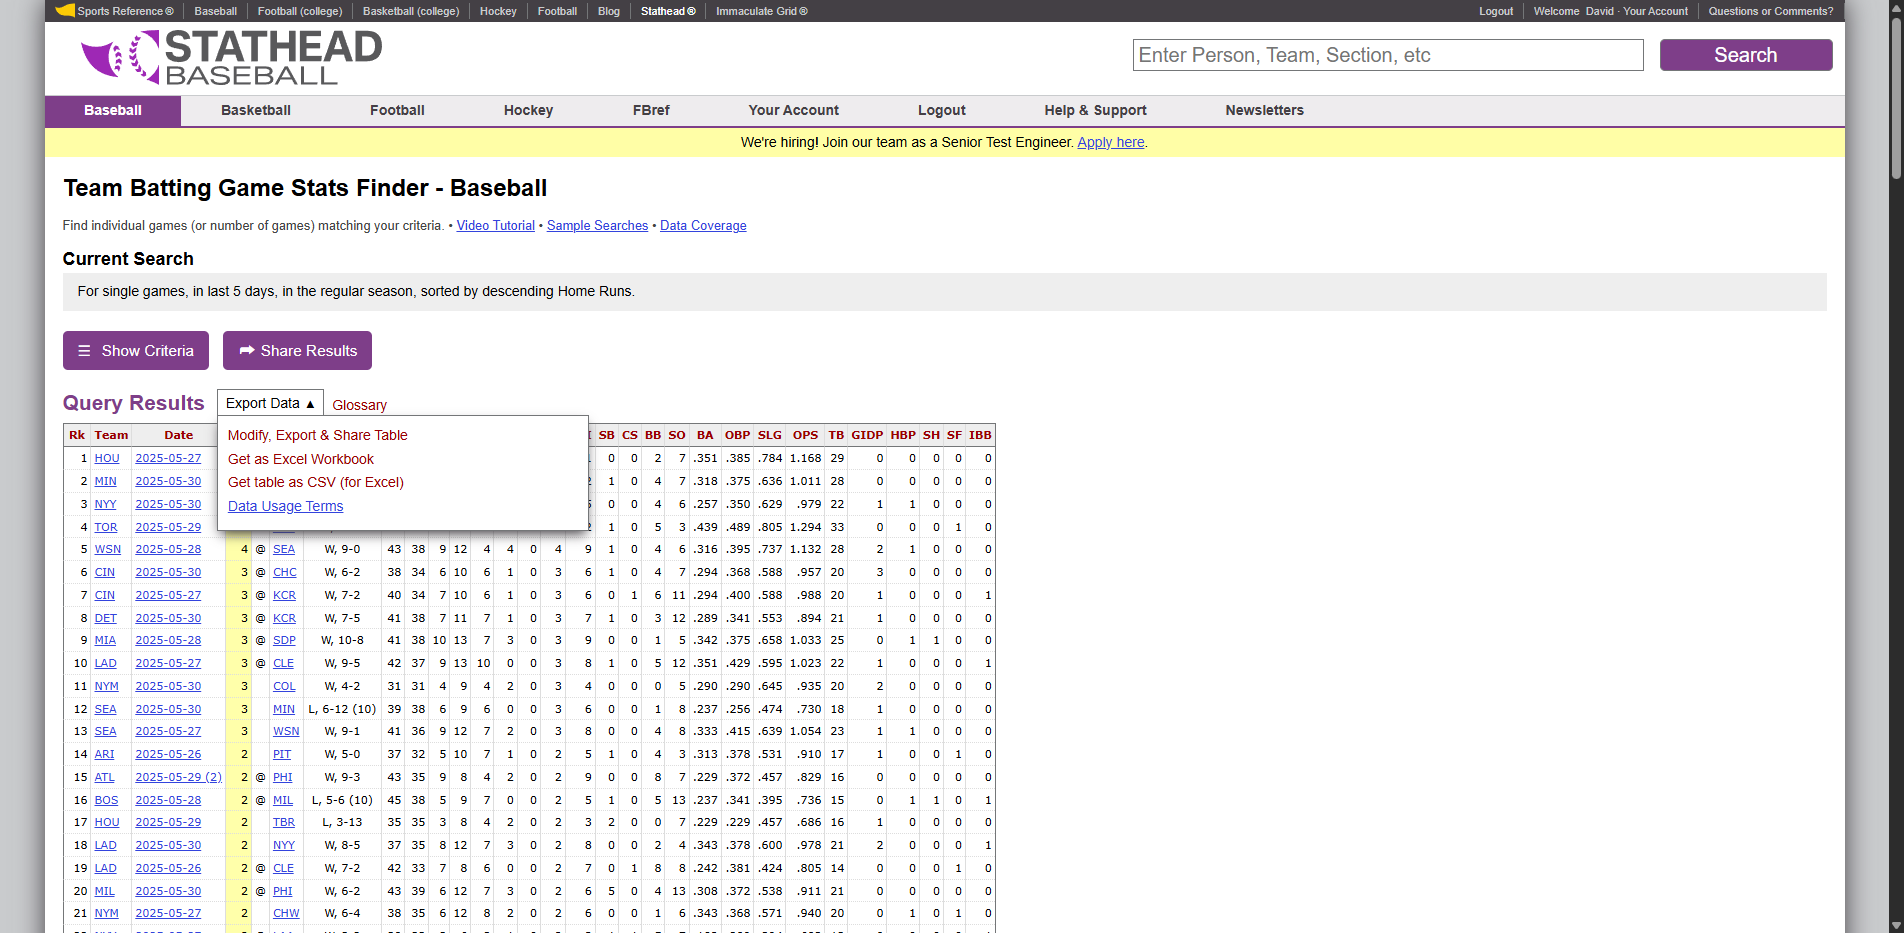 Sports Reference ® Baseball Football (college) Basketball (college) Hockey Football Blog Stathead ® Immaculate Grid ® Logout Welcome David · Your Account Questions or Comments?
STATHEAD
BASEBALL
Enter Person, Team, Section, etc Search
Baseball Basketball Football Hockey FBref Your Account Logout Help & Support Newsletters
We're hiring! Join our team as a Senior Test Engineer. Apply here.
Team Batting Game Stats Finder - Baseball
Find individual games (or number of games) matching your criteria. • Video Tutorial • Sample Searches • Data Coverage
Current Search
For single games, in last 5 days, in the regular season, sorted by descending Home Runs.
☰ Show Criteria Share Results
Query Results Export Data ▲ Glossary
Modify, Export & Share Table
Get as Excel Workbook
Get table as CSV (for Excel)
Data Usage Terms
Rk Team Date SB CS BB SO BA OBP SLG OPS TB GIDP HBP SH SF IBB
1 HOU 2025-05-27 0 0 2 7 .351 .385 .784 1.168 29 0 0 0 0 0
2 MIN 2025-05-30 1 0 4 7 .318 .375 .636 1.011 28 0 0 0 0 0
3 NYY 2025-05-30 0 0 4 6 .257 .350 .629 .979 22 1 1 0 0 0
4 TOR 2025-05-29 1 0 5 3 .439 .489 .805 1.294 33 0 0 0 1 0
5 WSN 2025-05-28 4 @ SEA W, 9-0 43 38 9 12 4 4 0 4 9 1 0 4 6 .316 .395 .737 1.132 28 2 1 0 0 0
6 CIN 2025-05-30 3 @ CHC W, 6-2 38 34 6 10 6 1 0 3 6 1 0 4 7 .294 .368 .588 .957 20 3 0 0 0 0
7 CIN 2025-05-27 3 @ KCR W, 7-2 40 34 7 10 6 1 0 3 6 0 1 6 11 .294 .400 .588 .988 20 1 0 0 0 1
8 DET 2025-05-30 3 @ KCR W, 7-5 41 38 7 11 7 1 0 3 7 1 0 3 12 .289 .341 .553 .894 21 1 0 0 0 0
9 MIA 2025-05-28 3 @ SDP W, 10-8 41 38 10 13 7 3 0 3 9 0 0 1 5 .342 .375 .658 1.033 25 0 1 1 0 0
10 LAD 2025-05-27 3 @ CLE W, 9-5 42 37 9 13 10 0 0 3 8 1 0 5 12 .351 .429 .595 1.023 22 1 0 0 0 1
11 NYM 2025-05-30 3 COL W, 4-2 31 31 4 9 4 2 0 3 4 0 0 0 5 .290 .290 .645 .935 20 2 0 0 0 0
12 SEA 2025-05-30 3 MIN L, 6-12 (10) 39 38 6 9 6 0 0 3 6 0 0 1 8 .237 .256 .474 .730 18 1 0 0 0 0
13 SEA 2025-05-27 3 WSN W, 9-1 41 36 9 12 7 2 0 3 8 0 0 4 8 .333 .415 .639 1.054 23 1 1 0 0 0
14 ARI 2025-05-26 2 PIT W, 5-0 37 32 5 10 7 1 0 2 5 1 0 4 3 .313 .378 .531 .910 17 1 0 0 1 0
15 ATL 2025-05-29 (2) 2 @ PHI W, 9-3 43 35 9 8 4 2 0 2 9 0 0 8 7 .229 .372 .457 .829 16 0 0 0 0 0
16 BOS 2025-05-28 2 @ MIL L, 5-6 (10) 45 38 5 9 7 0 0 2 5 1 0 5 13 .237 .341 .395 .736 15 0 1 1 0 1
17 HOU 2025-05-29 2 TBR L, 3-13 35 35 3 8 4 2 0 2 3 2 0 0 7 .229 .229 .457 .686 16 1 0 0 0 0
18 LAD 2025-05-30 2 NYY W, 8-5 37 35 8 12 7 3 0 2 8 0 0 2 4 .343 .378 .600 .978 21 2 0 0 0 1
19 LAD 2025-05-26 2 @ CLE W, 7-2 42 33 7 8 6 0 0 2 7 0 1 8 8 .242 .381 .424 .805 14 0 0 0 1 0
20 MIL 2025-05-30 2 @ PHI W, 6-2 43 39 6 12 7 3 0 2 6 5 0 4 13 .308 .372 .538 .911 21 0 0 0 0 0
21 NYM 2025-05-27 2 CHW W, 6-4 38 35 6 12 8 2 0 2 6 0 0 1 6 .343 .368 .571 .940 20 0 1 0 1 0